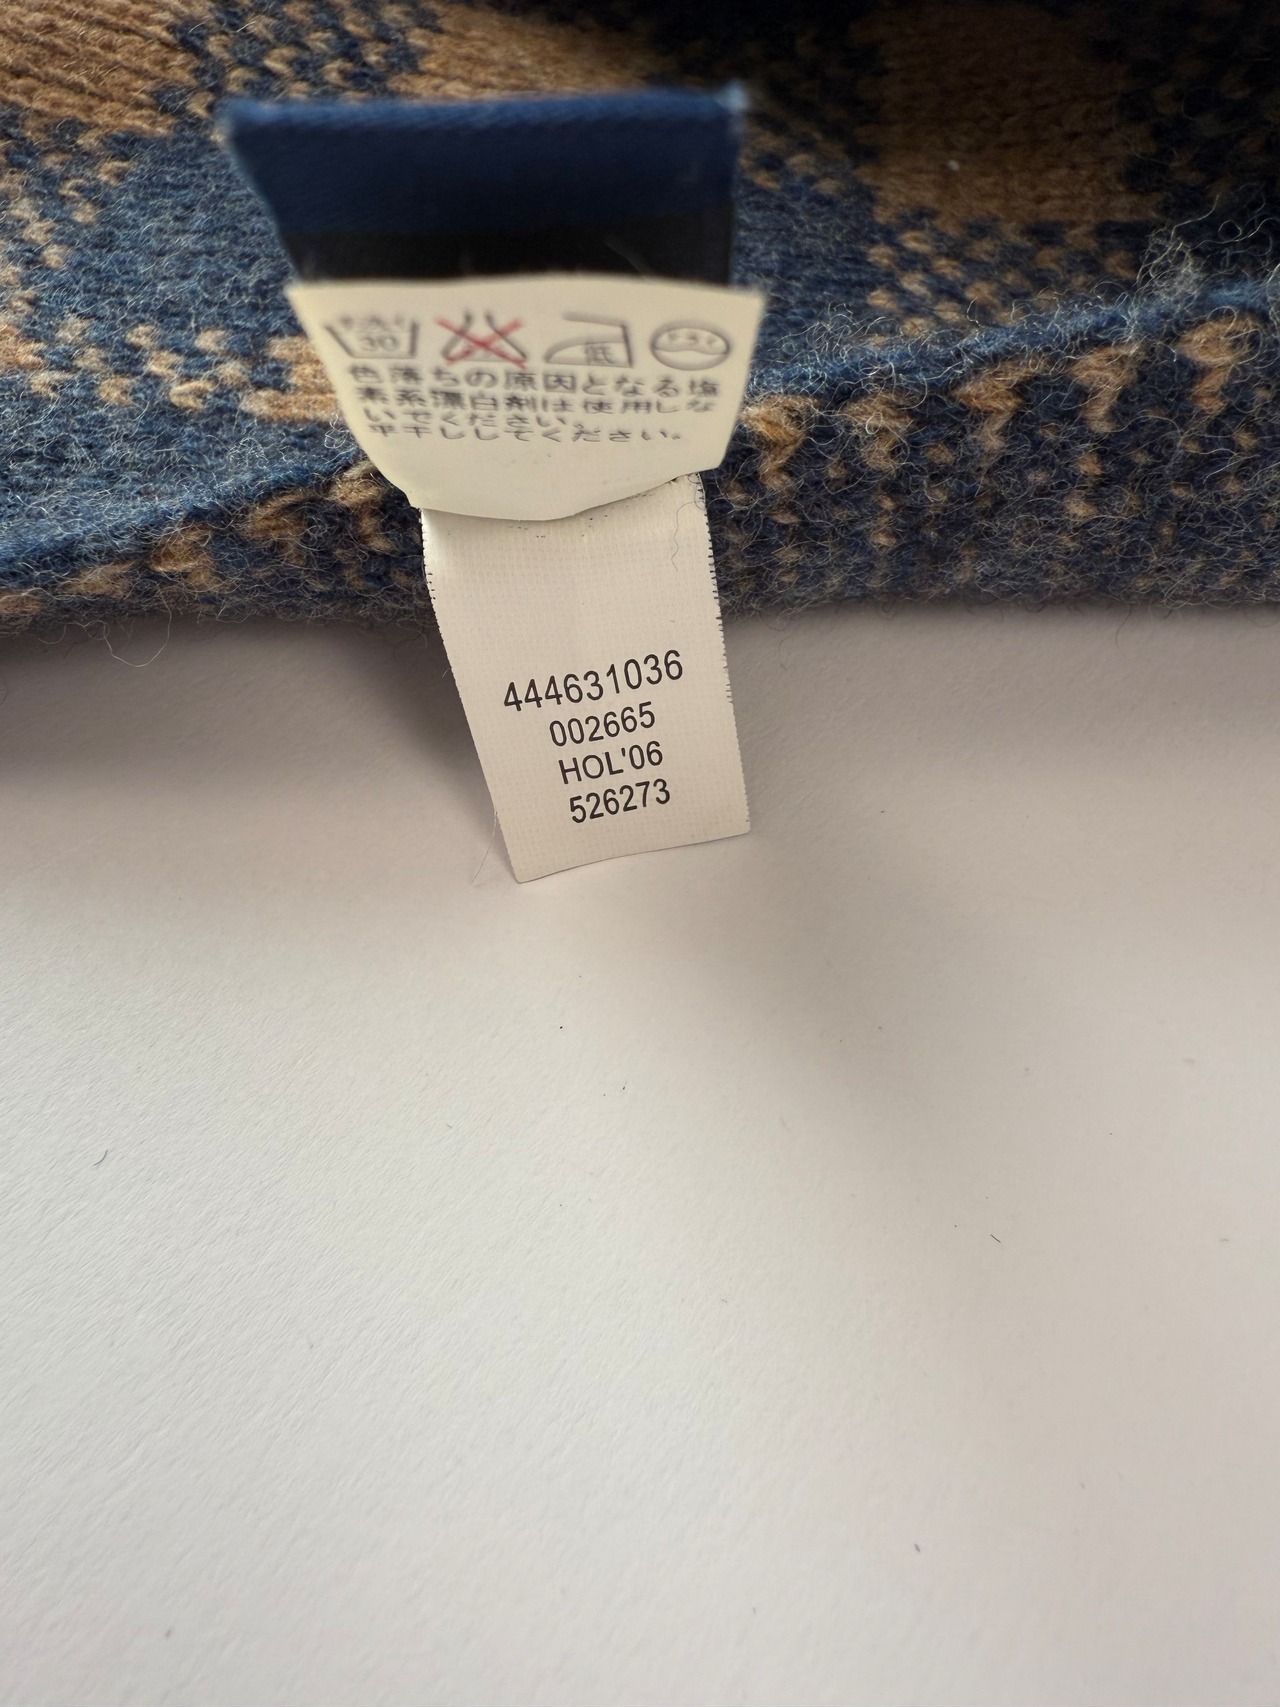 30
低
色落ちの原因となる塩
素系漂白剤は使用しな
いでください。
平干ししてください。
444631036
002665
HOL'06
526273